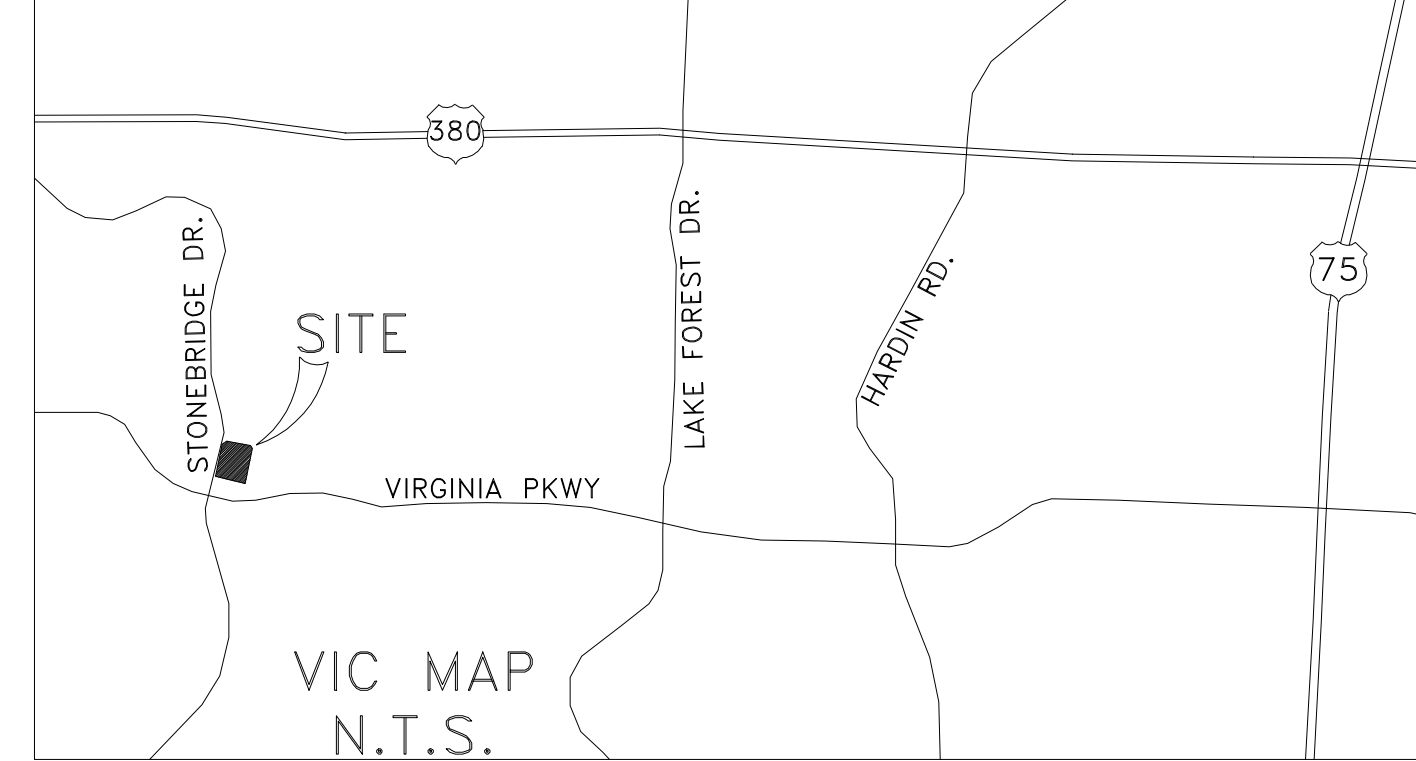 380
STONEBRIDGE DR.
LAKE FOREST DR.
HARDIN RD.
75
SITE
VIRGINIA PKWY
VIC MAP
N.T.S.